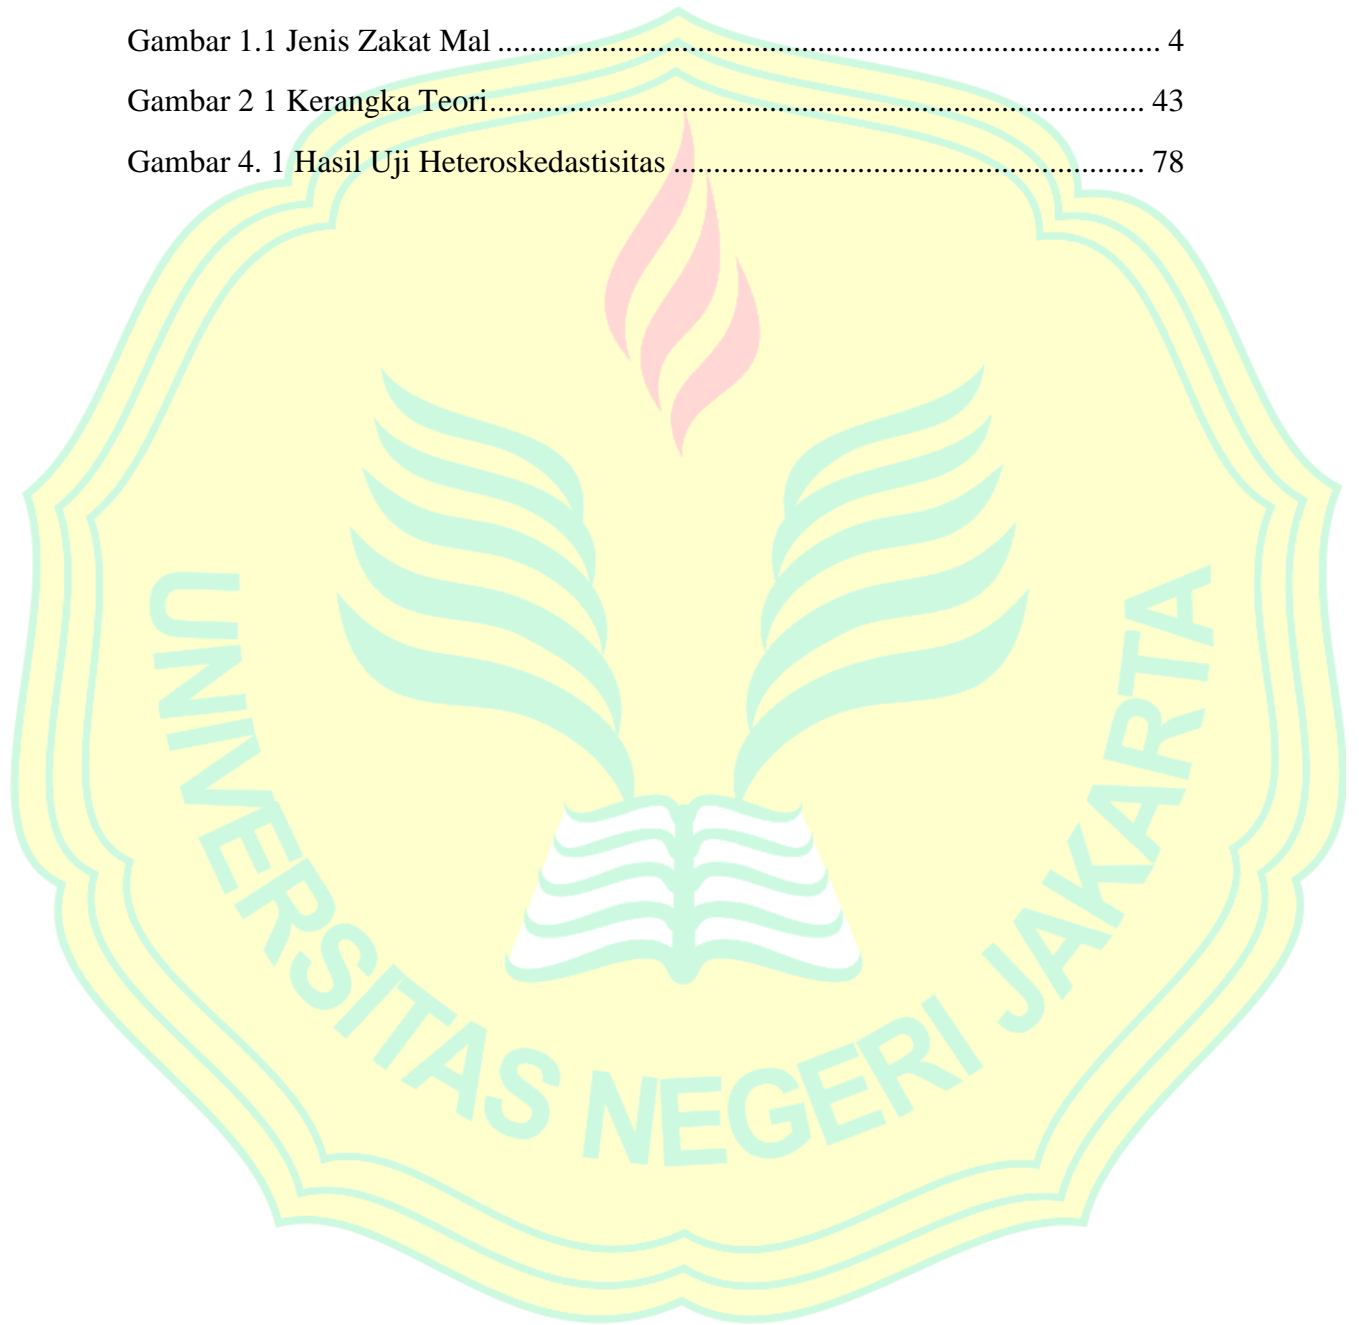 Gambar 1.1 Jenis Zakat Mal ................................................................................... 4
Gambar 2 1 Kerangka Teori.................................................................................. 43
Gambar 4. 1 Hasil Uji Heteroskedastisitas ........................................................... 78
UNIVERSITAS NEGERI JAKARTA